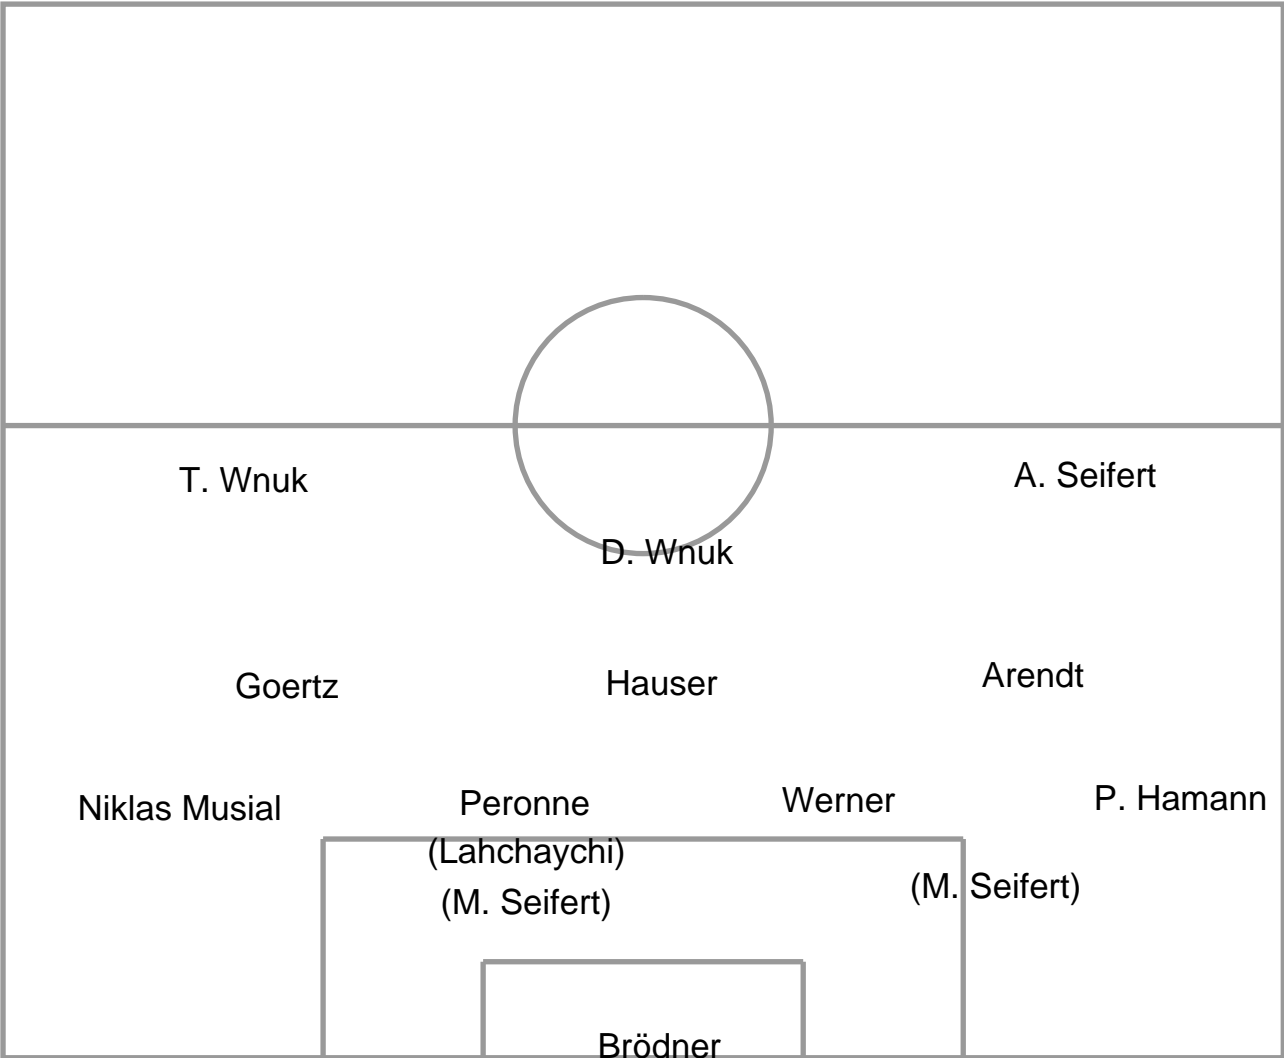 T. Wnuk
A. Seifert
D. Wnuk
Goertz
Hauser
Arendt
Niklas Musial
Peronne
Werner
P. Hamann
(Lahchaychi)
(M. Seifert)
(M. Seifert)
Brödner